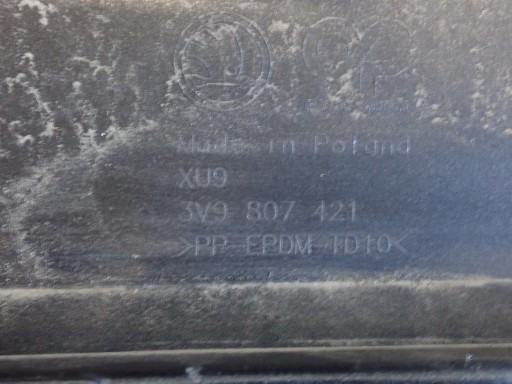 Made in Poland
XU9
3V9 807 421
>PP-EPDM-TD10<